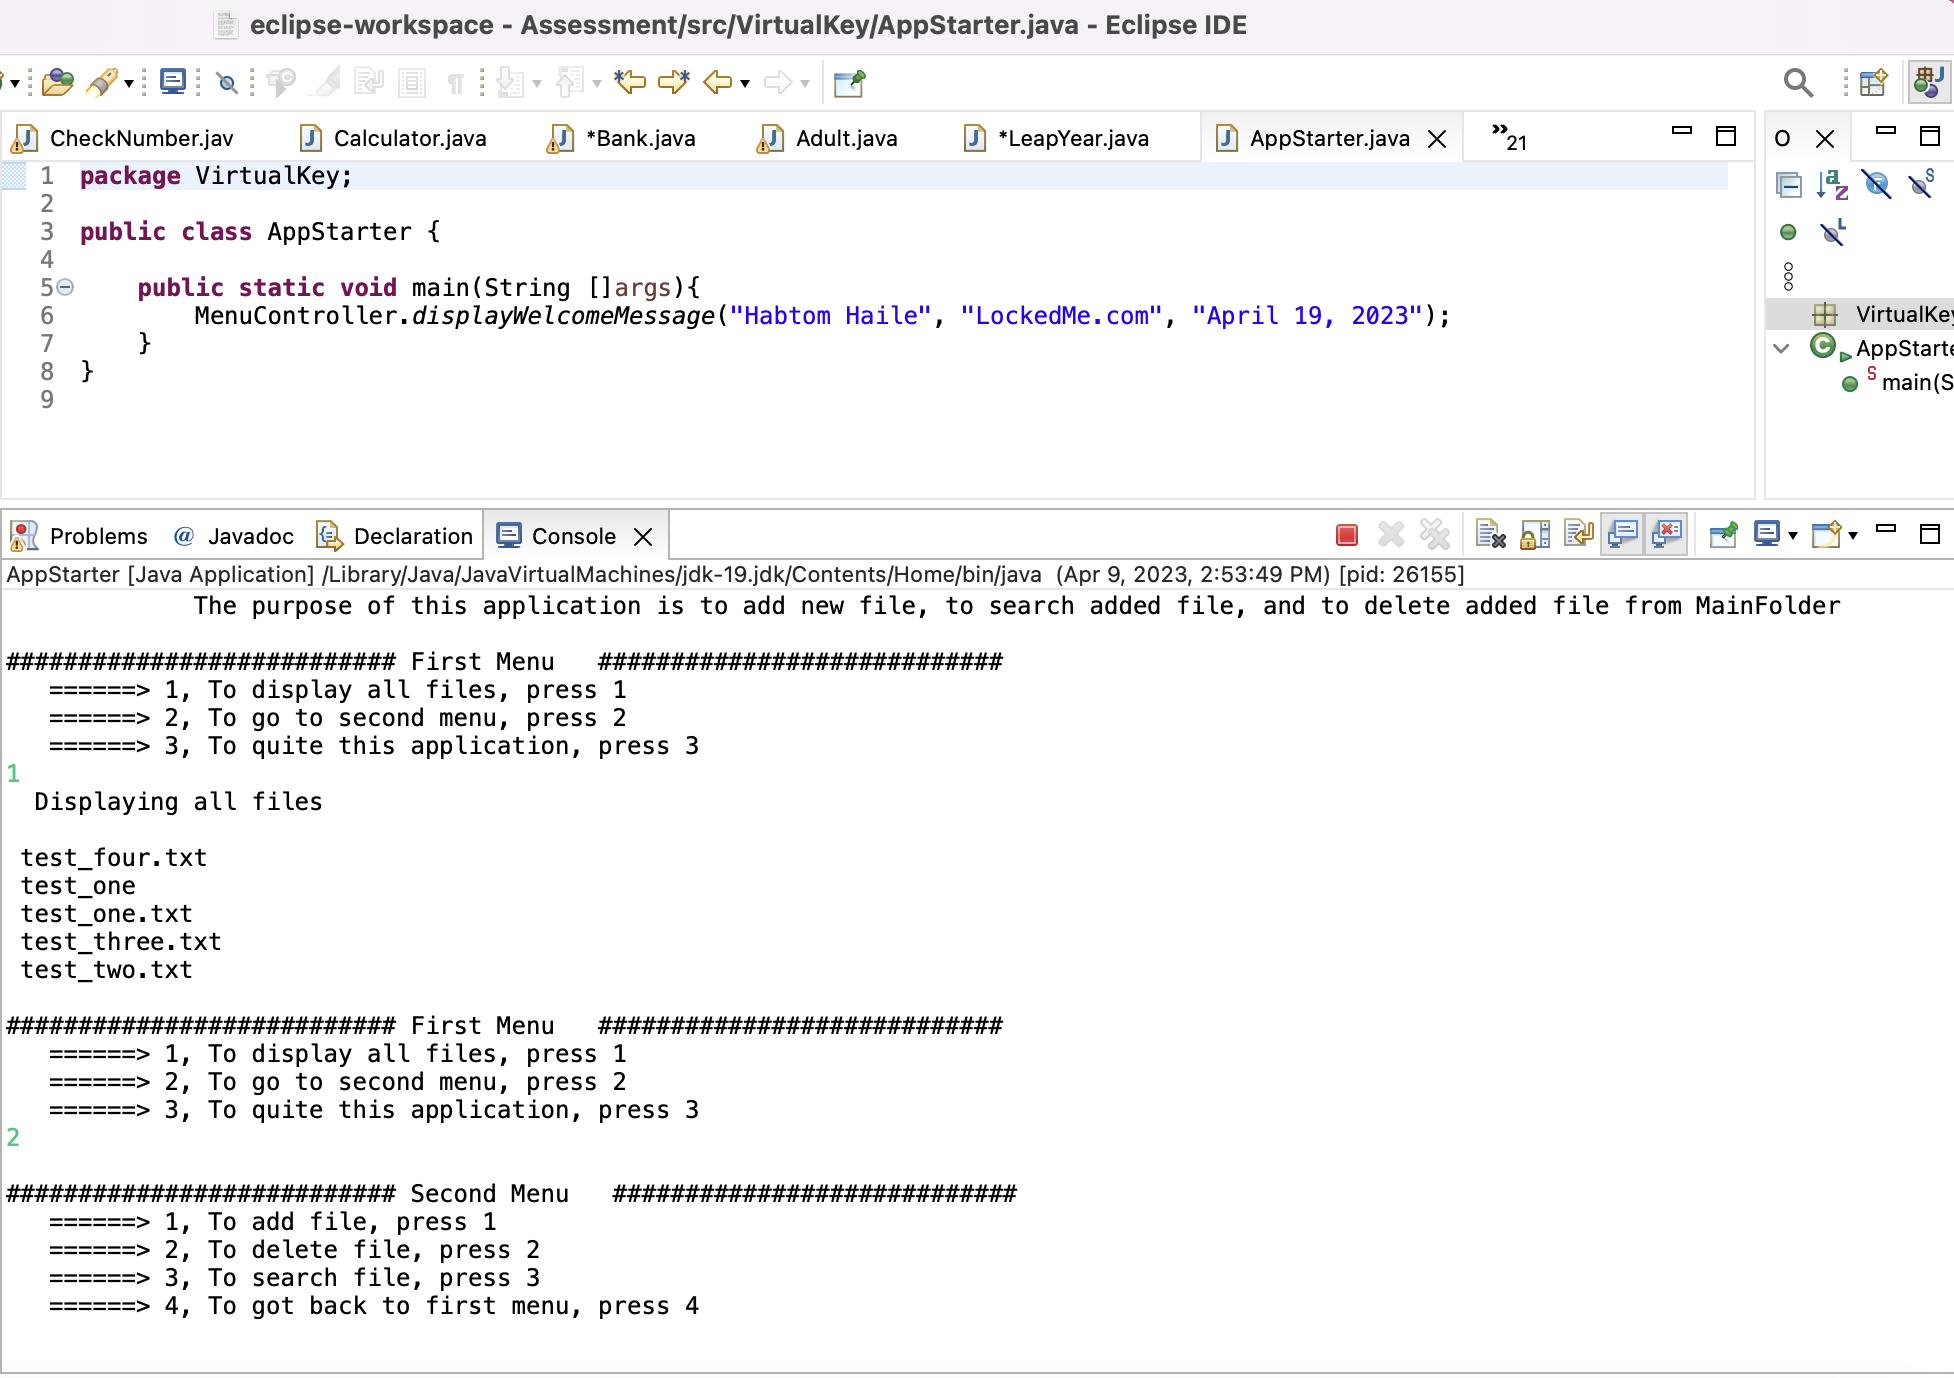 eclipse-workspace - Assessment/src/VirtualKey/AppStarter.java - Eclipse IDE
CheckNumber.jav Calculator.java *Bank.java Adult.java *LeapYear.java AppStarter.java »21 O
1 package VirtualKey;
2
3 public class AppStarter {
4
5 public static void main(String []args){
6 MenuController.displayWelcomeMessage("Habtom Haile", "LockedMe.com", "April 19, 2023");
7 }
8 }
9
VirtualKey
AppStarte
main(S
Problems @ Javadoc Declaration Console
AppStarter [Java Application] /Library/Java/JavaVirtualMachines/jdk-19.jdk/Contents/Home/bin/java (Apr 9, 2023, 2:53:49 PM) [pid: 26155]
The purpose of this application is to add new file, to search added file, and to delete added file from MainFolder
########################### First Menu ############################
======> 1, To display all files, press 1
======> 2, To go to second menu, press 2
======> 3, To quite this application, press 3
1
Displaying all files
test_four.txt
test_one
test_one.txt
test_three.txt
test_two.txt
########################### First Menu ############################
======> 1, To display all files, press 1
======> 2, To go to second menu, press 2
======> 3, To quite this application, press 3
2
########################### Second Menu ############################
======> 1, To add file, press 1
======> 2, To delete file, press 2
======> 3, To search file, press 3
======> 4, To got back to first menu, press 4